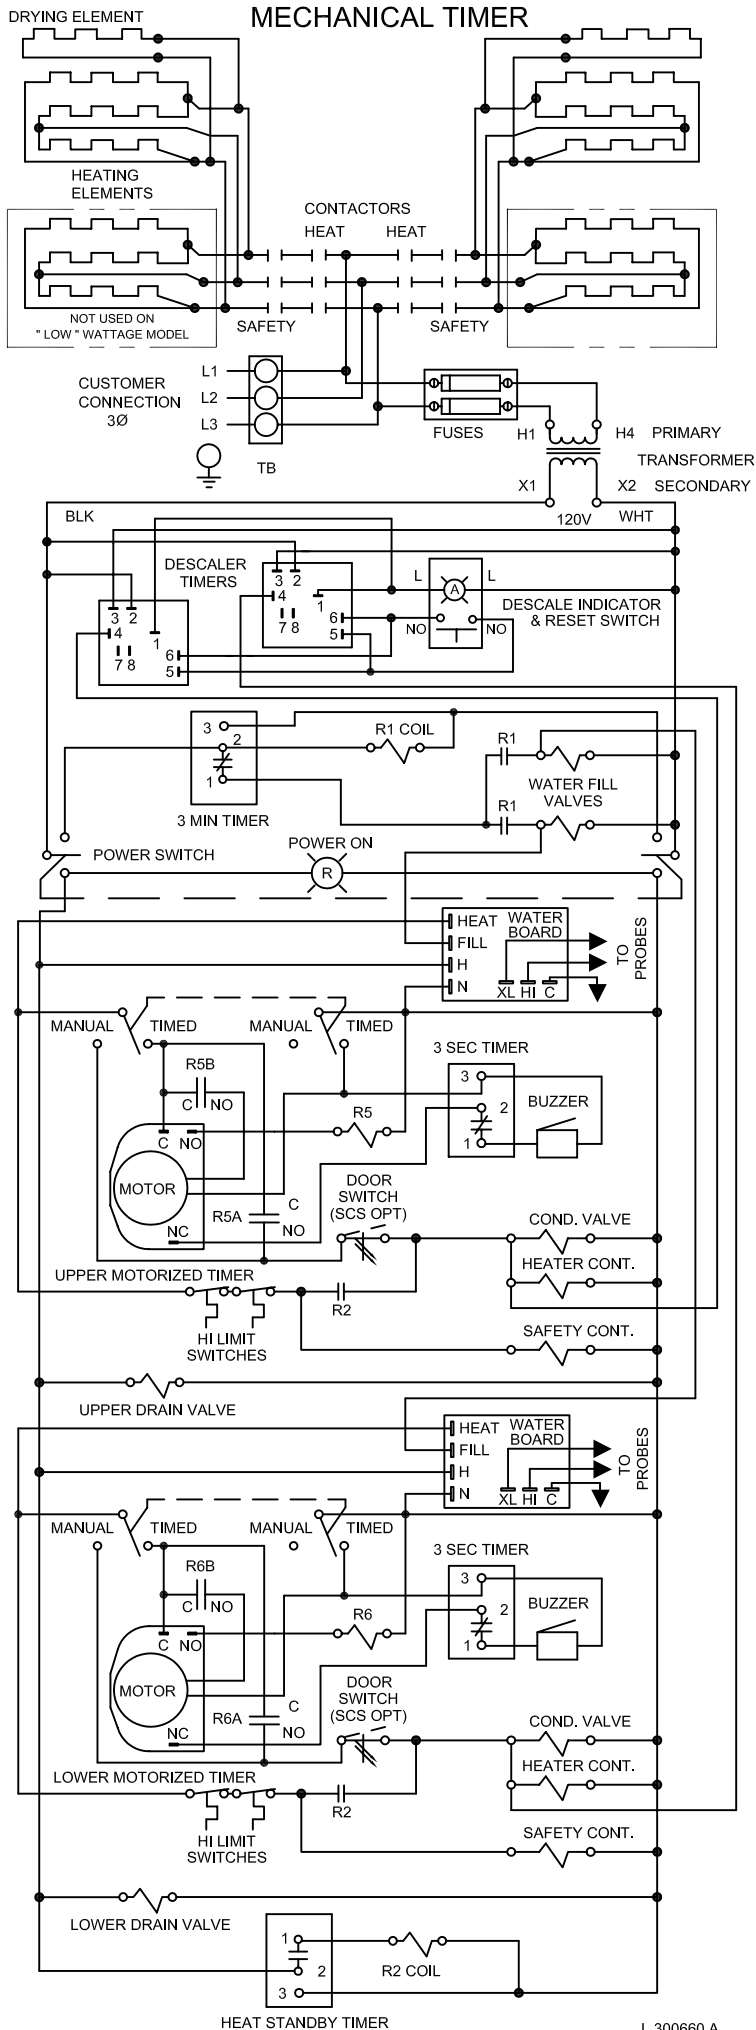 MECHANICAL TIMER
DRYING ELEMENT
HEATING
ELEMENTS
CONTACTORS
HEAT HEAT
NOT USED ON
" LOW " WATTAGE MODEL
SAFETY SAFETY
CUSTOMER
CONNECTION
3Ø
L1
L2
L3
TB
FUSES
H1 H4 PRIMARY
TRANSFORMER
X1 X2 SECONDARY
BLK 120V WHT
DESCALER
TIMERS
3 2
4
1
7 8
6
5
3 2
4
1
7 8
6
5
L A L
NO NO
DESCALE INDICATOR
& RESET SWITCH
3
2
1
3 MIN TIMER
R1 COIL
R1
WATER FILL
VALVES
R1
POWER SWITCH
POWER ON
R
HEAT
FILL
H
N
WATER
BOARD
XL HI C
TO
PROBES
MANUAL TIMED
MANUAL TIMED
3 SEC TIMER
3
2
1
BUZZER
R5B
C NO
R5
C NO
MOTOR
NC
R5A
C
NO
DOOR
SWITCH
(SCS OPT)
COND. VALVE
HEATER CONT.
UPPER MOTORIZED TIMER
R2
HI LIMIT
SWITCHES
SAFETY CONT.
UPPER DRAIN VALVE
HEAT
FILL
H
N
WATER
BOARD
XL HI C
TO
PROBES
MANUAL TIMED
MANUAL TIMED
3 SEC TIMER
3
2
1
BUZZER
R6B
C NO
R6
C NO
MOTOR
NC
R6A
C
NO
DOOR
SWITCH
(SCS OPT)
COND. VALVE
HEATER CONT.
LOWER MOTORIZED TIMER
R2
HI LIMIT
SWITCHES
SAFETY CONT.
LOWER DRAIN VALVE
1
2
3
R2 COIL
HEAT STANDBY TIMER
L 300660 A